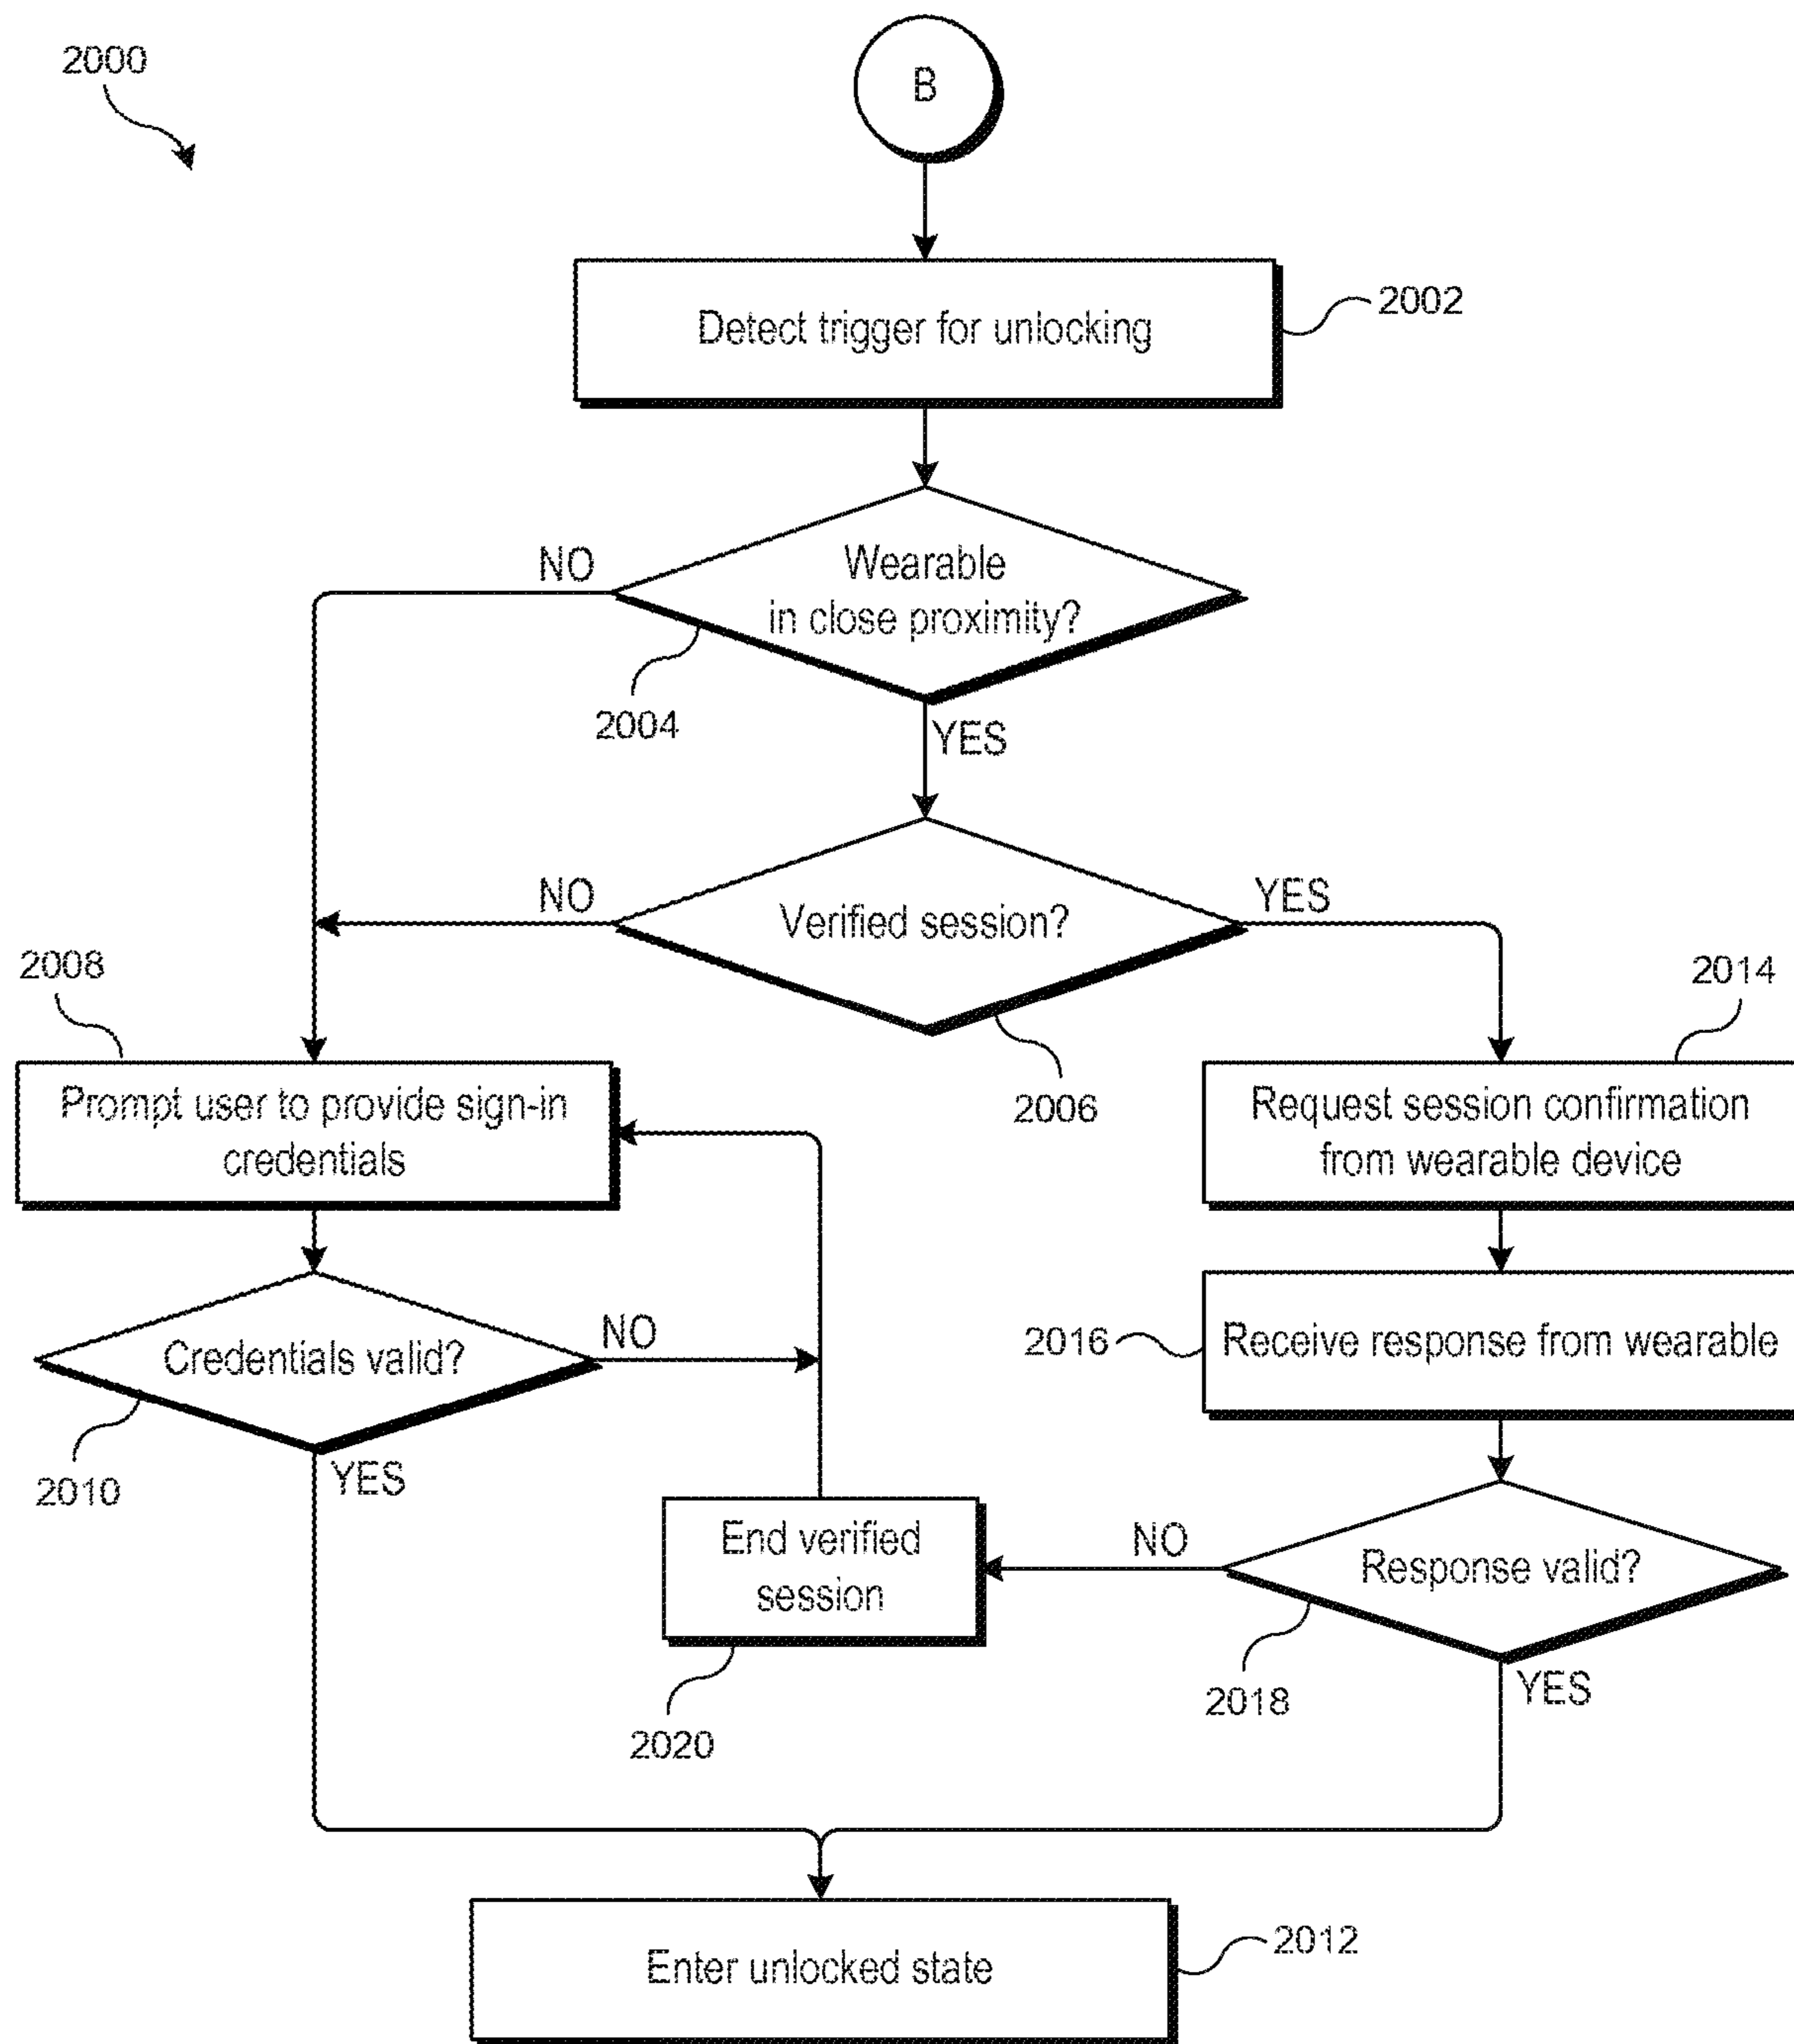 2000
B
Detect trigger for unlocking
2002
NO
Wearable
in close proximity?
2004
YES
NO
Verified session?
YES
2008
2014
2006
Prompt user to provide sign-in
credentials
Request session confirmation
from wearable device
Credentials valid?
NO
2016
Receive response from wearable
2010
YES
End verified
session
NO
Response valid?
2020
2018
YES
Enter unlocked state
2012